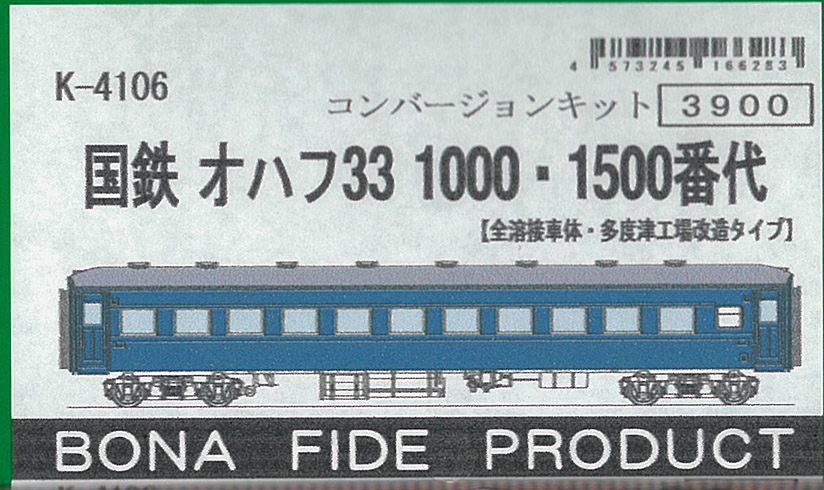 4 573245 166283
K-4106
コンバージョンキット 3900
国鉄 オハフ33 1000・1500番代
【全溶接車体・多度津工場改造タイプ】
BONA FIDE PRODUCT
K-4106